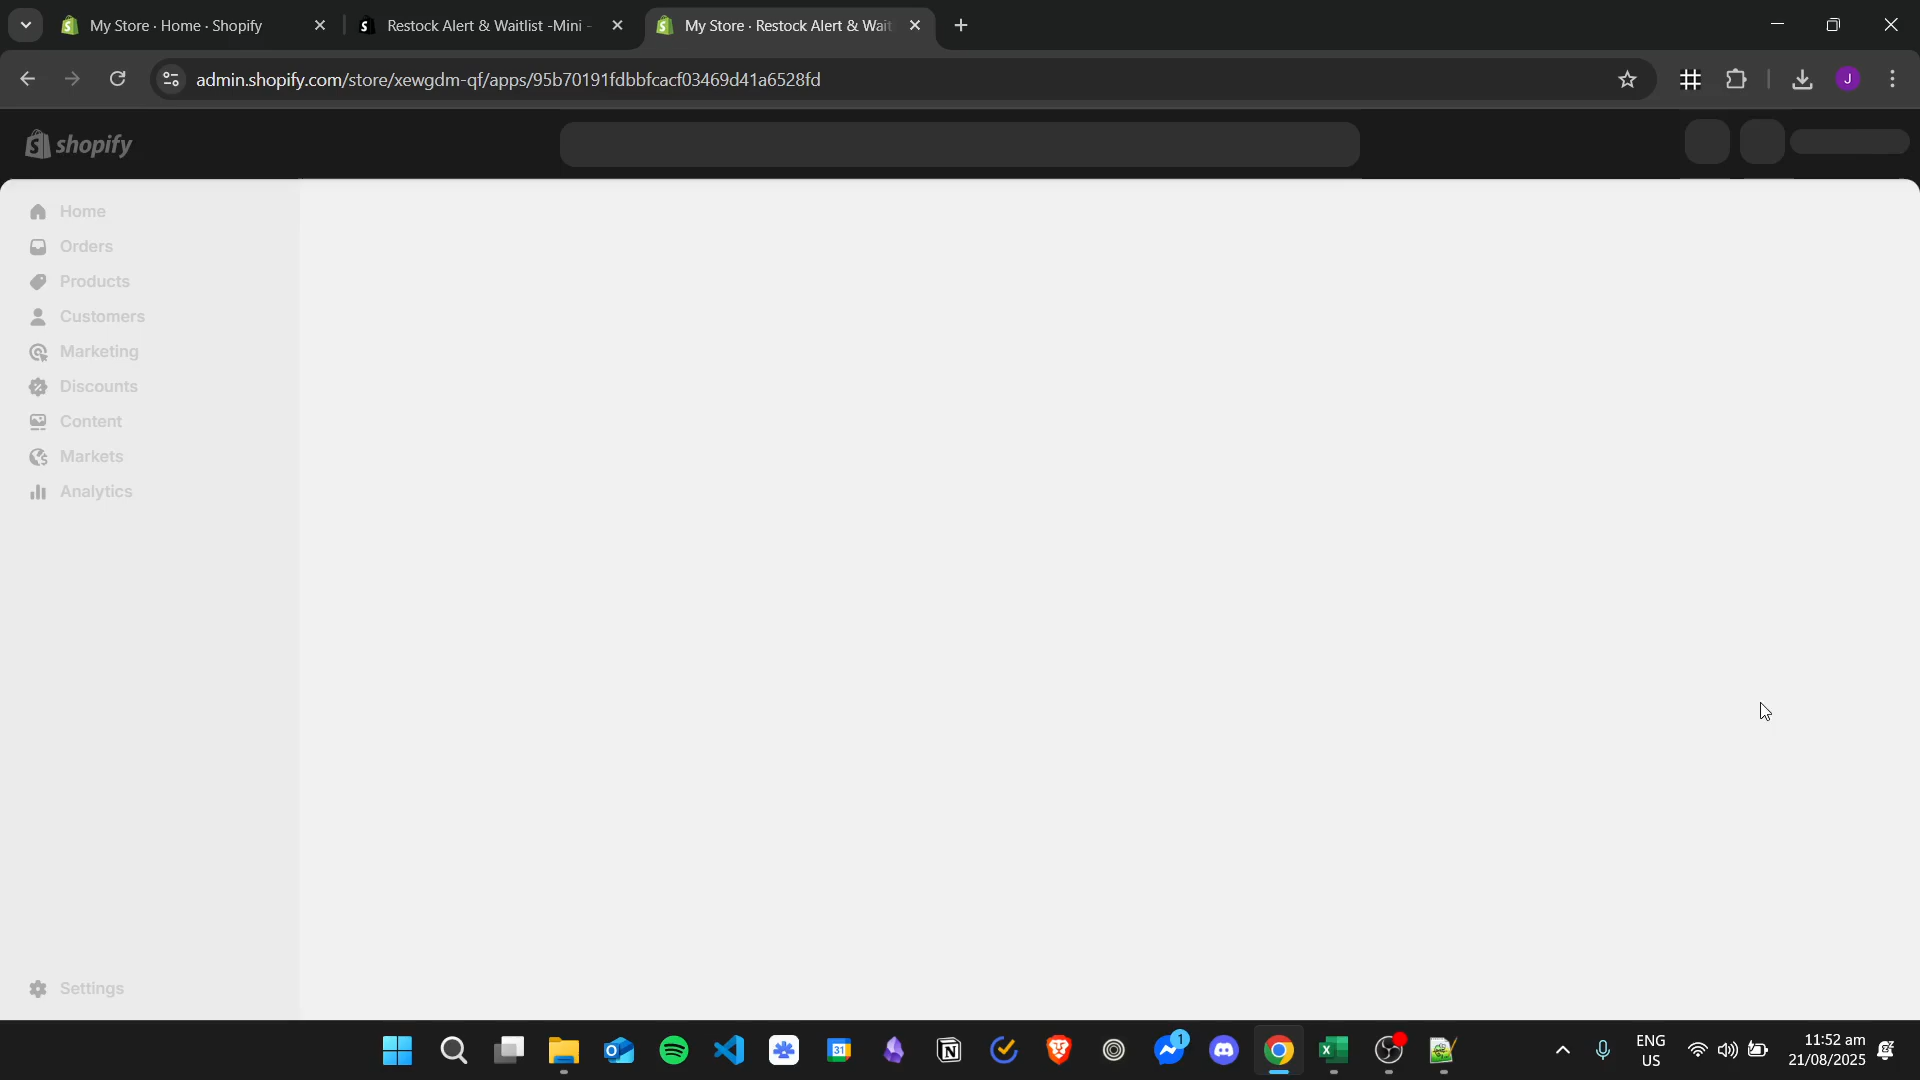 My Store · Home · Shopify
Restock Alert & Waitlist -Mini -
My Store · Restock Alert & Wait
admin.shopify.com/store/xewgdm-qf/apps/95b70191fdbbfcacf03469d41a6528fd
J
shopify
Home
Orders
Products
Customers
Marketing
Discounts
Content
Markets
Analytics
Settings
31
1
ENG
US
11:52 am
21/08/2025